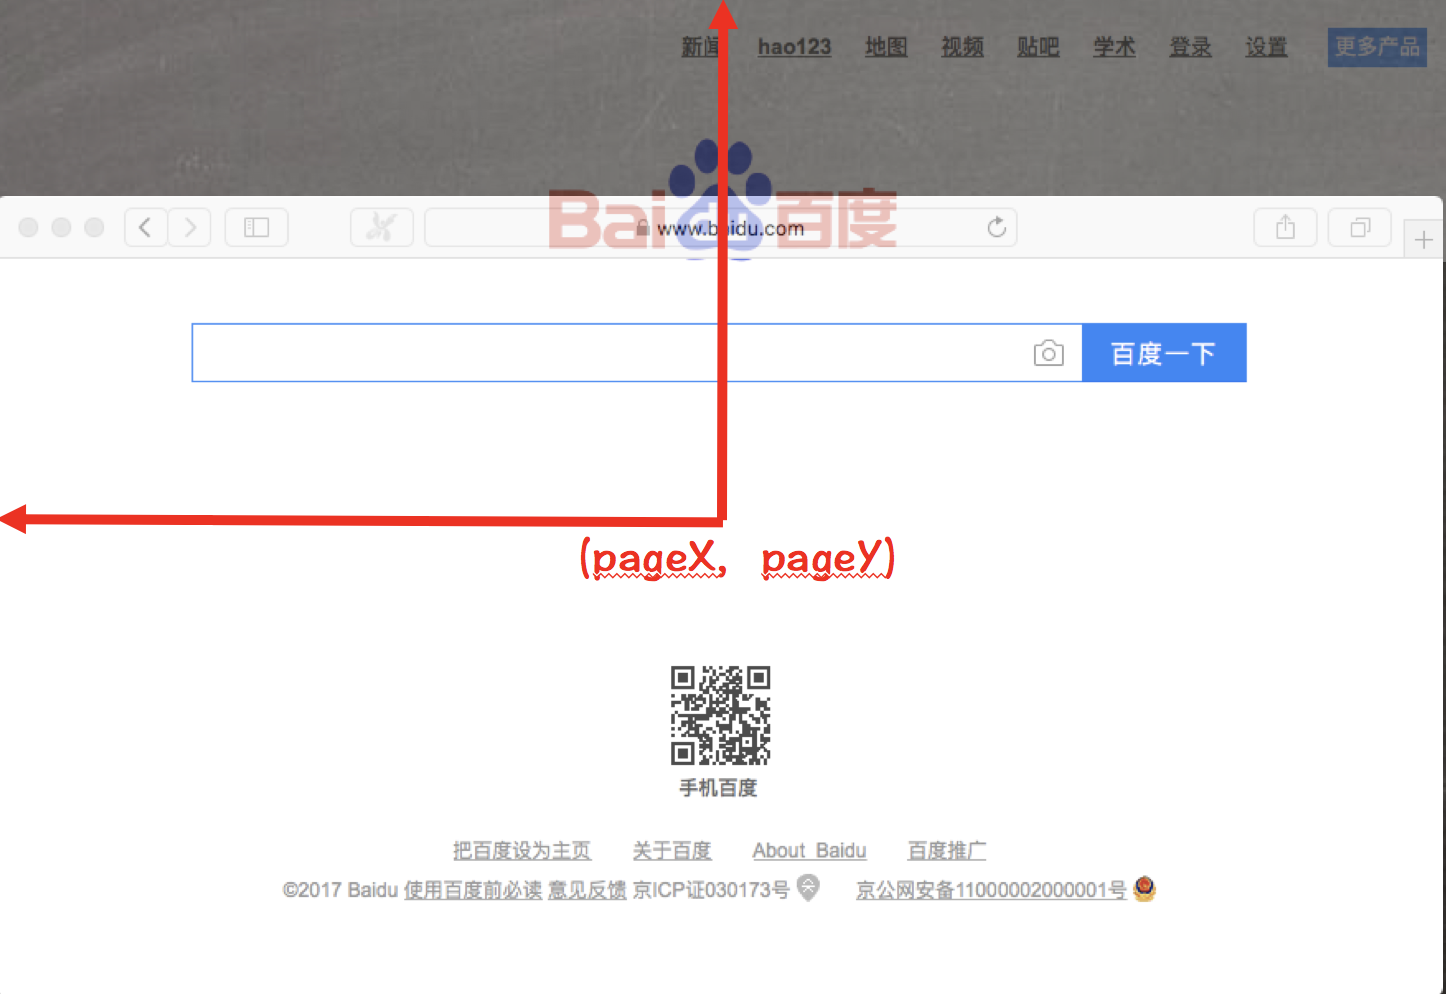 新闻 hao123 地图 视频 贴吧 学术 登录 设置 更多产品
Bai du 百度
www.baidu.com
百度一下
(pageX, pageY)
手机百度
把百度设为主页 关于百度 About Baidu 百度推广
©2017 Baidu 使用百度前必读 意见反馈 京ICP证030173号 京公网安备11000002000001号